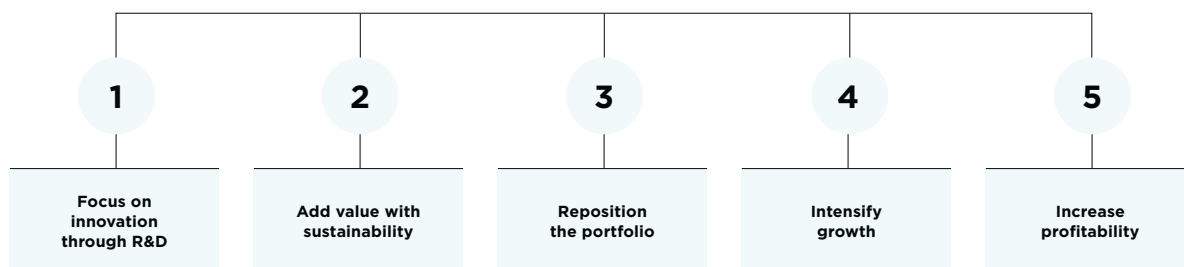 1
2
3
4
5
Focus on
innovation
through R&D
Add value with
sustainability
Reposition
the portfolio
Intensify
growth
Increase
profitability